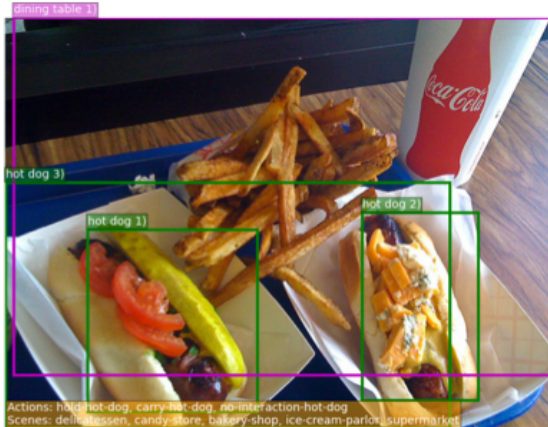 dining table 1)
Coca-Cola
hot dog 3)
hot dog 2)
hot dog 1)
Actions: hold-hot-dog, carry-hot-dog, no-interaction-hot-dog
Scenes: delicatessen, candy-store, bakery-shop, ice-cream-parlor, supermarket